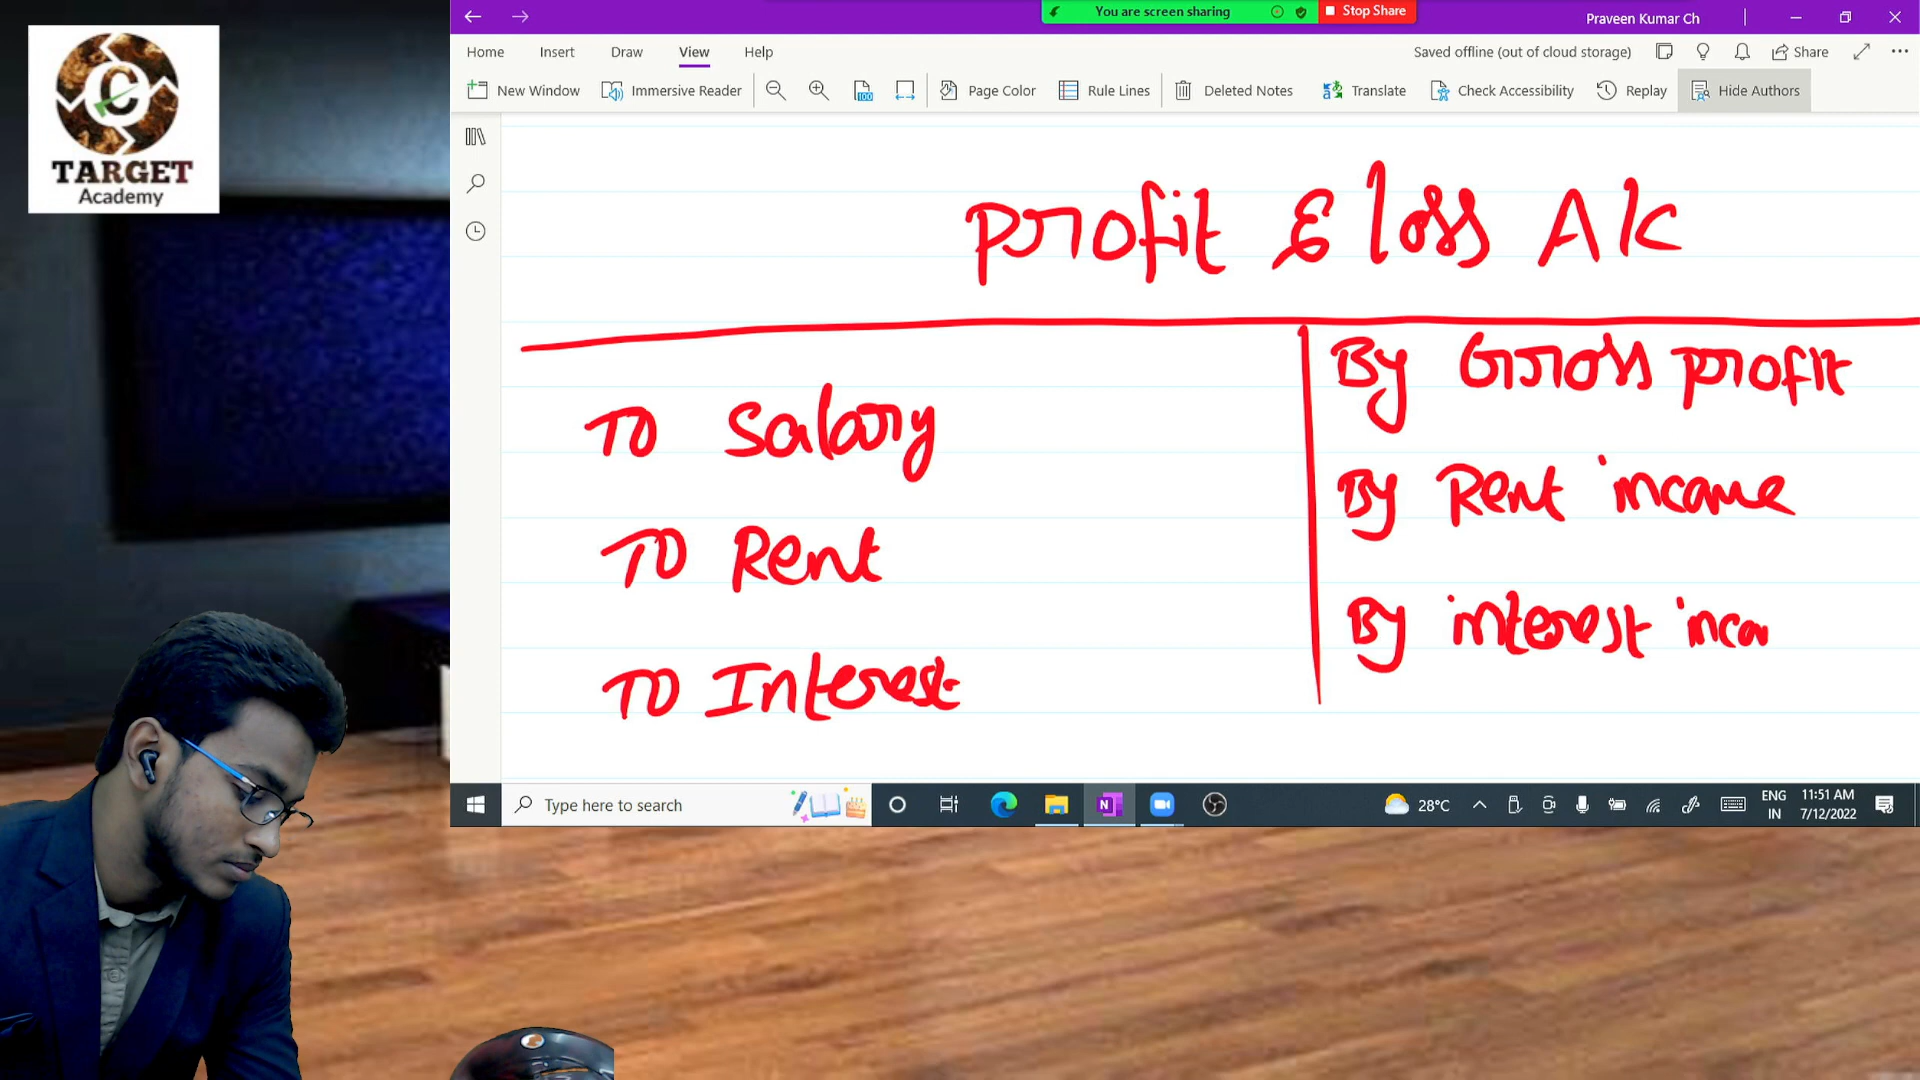 TARGET
Academy
You are screen sharing
Stop Share
Praveen Kumar Ch
Home Insert Draw View Help
Saved offline (out of cloud storage)
Share
New Window Immersive Reader Page Color Rule Lines Deleted Notes Translate Check Accessibility Replay Hide Authors
Profit & loss A/c
By Gross profit
To Salary
By Rent income
To Rent
By interest inco
To Interest
Type here to search
28°C
ENG
IN
11:51 AM
7/12/2022